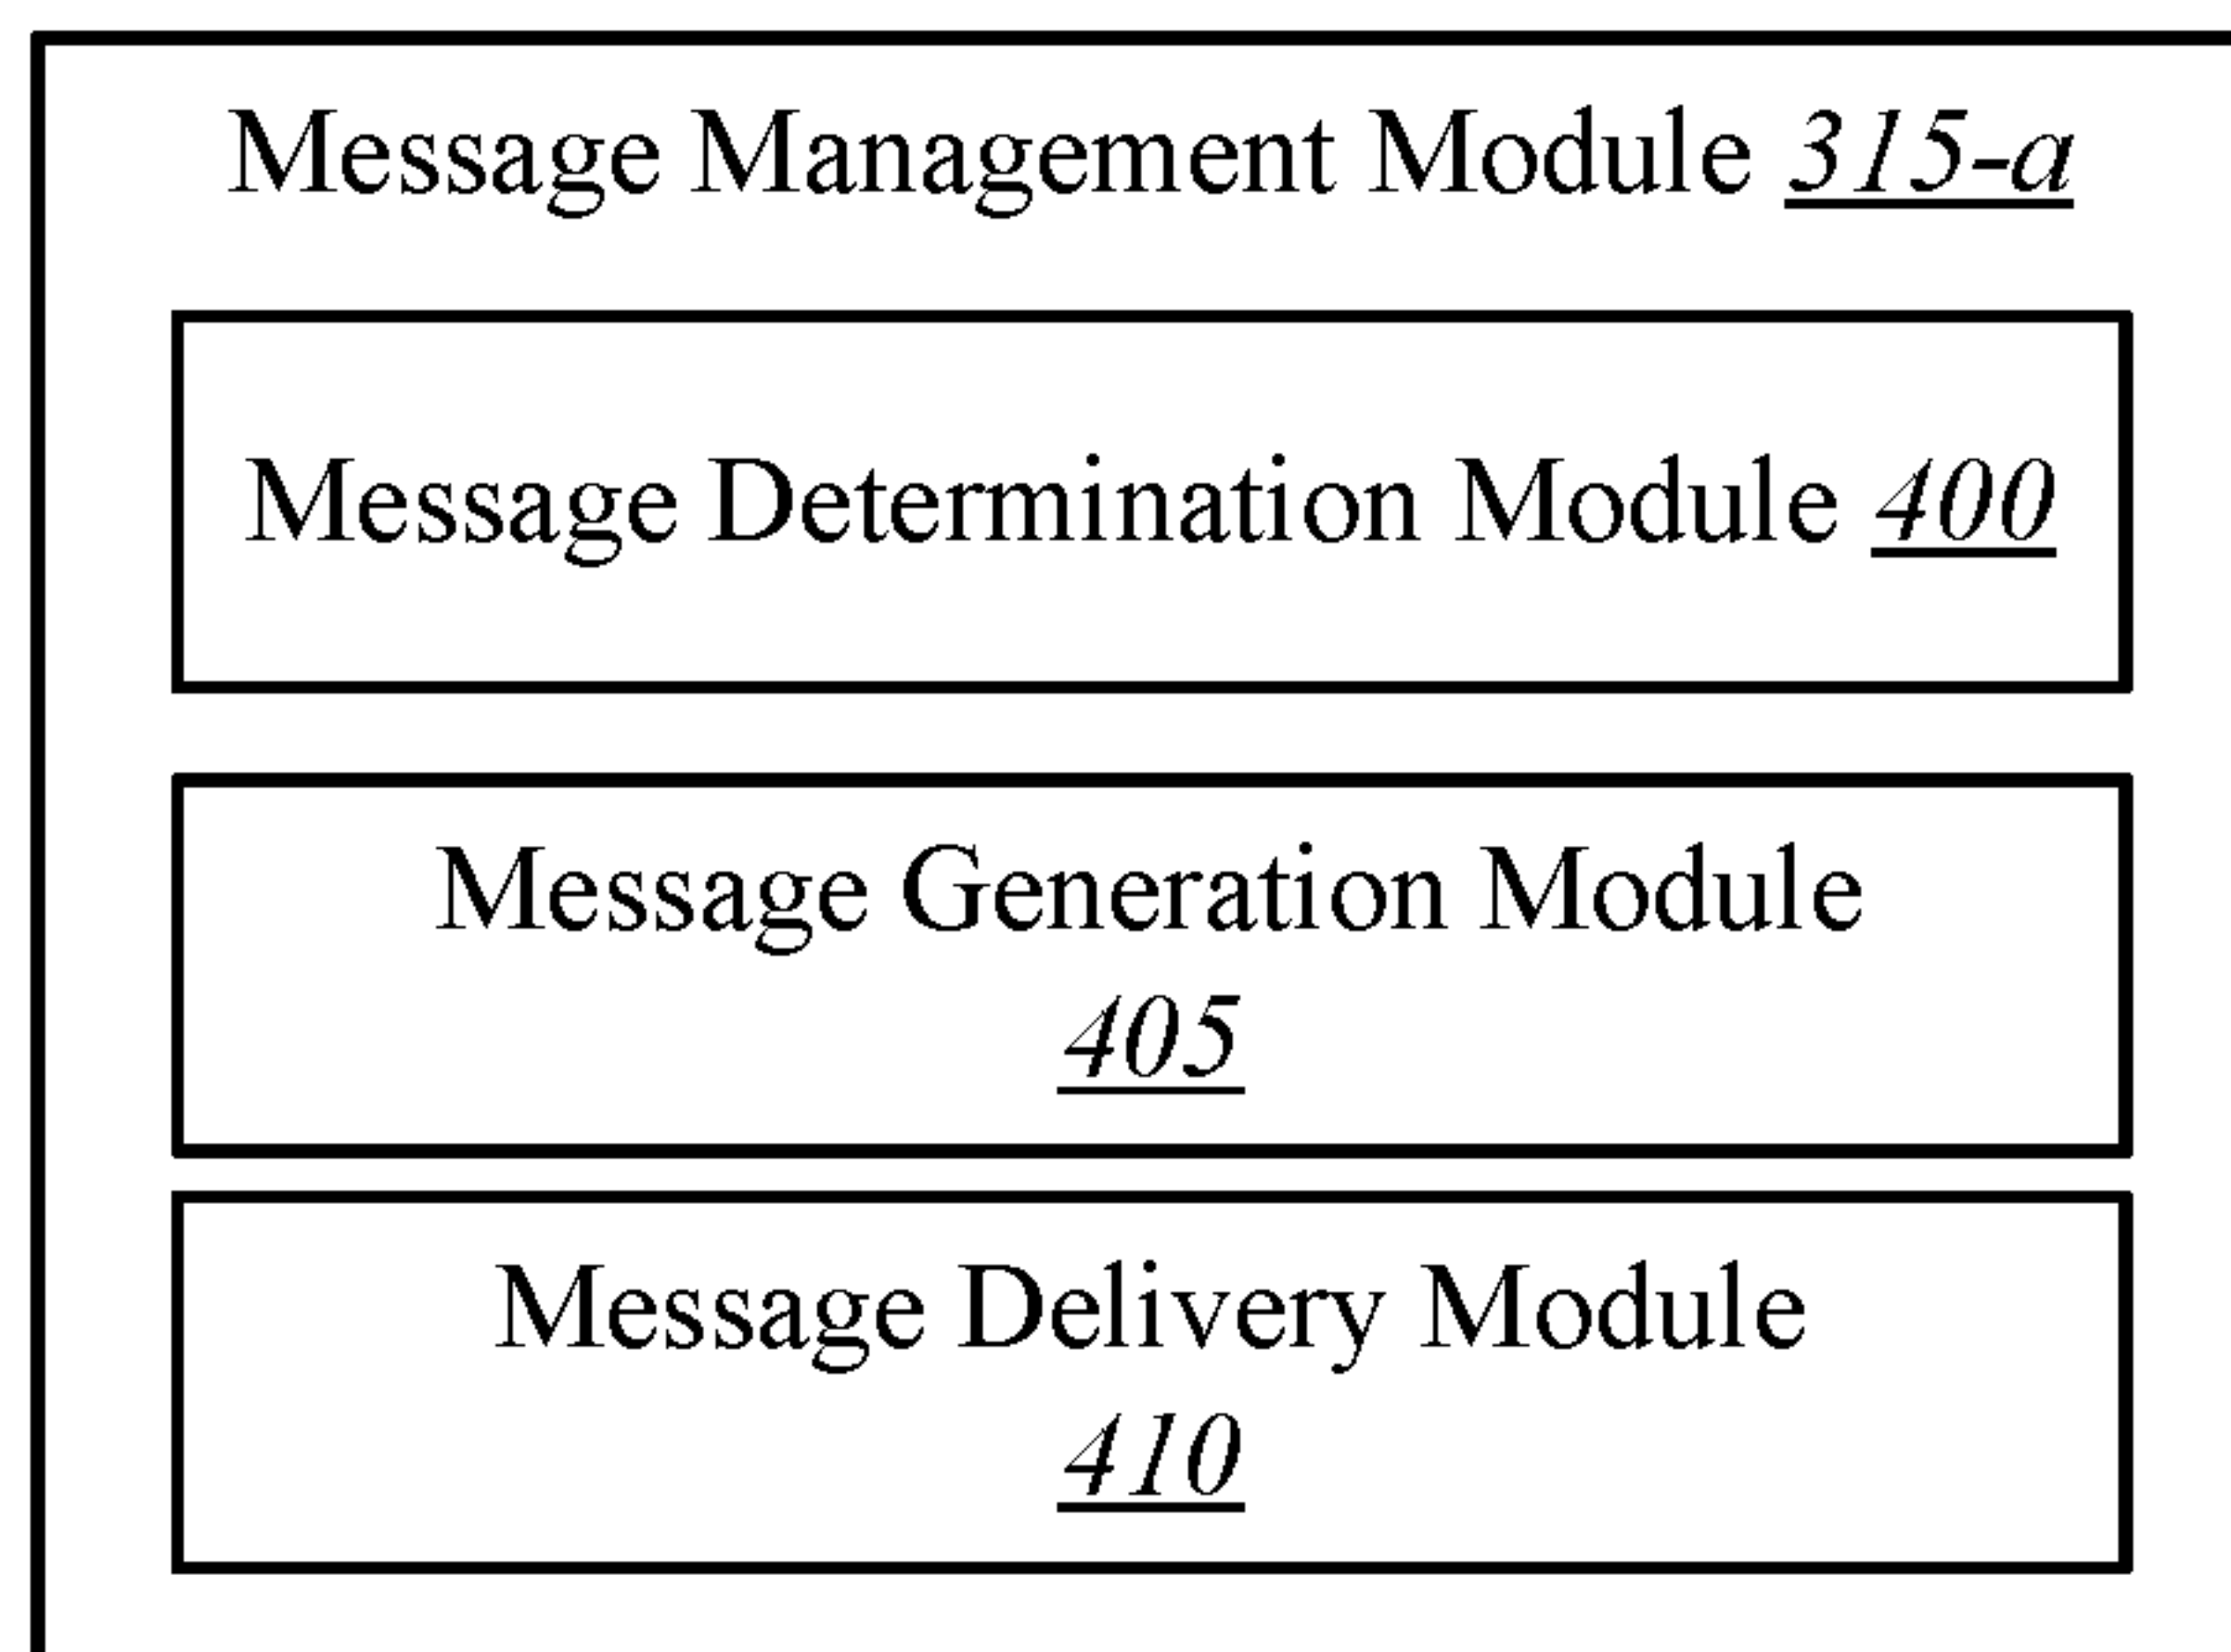 Message Management Module 315-a
Message Determination Module 400
Message Generation Module
405
Message Delivery Module
410